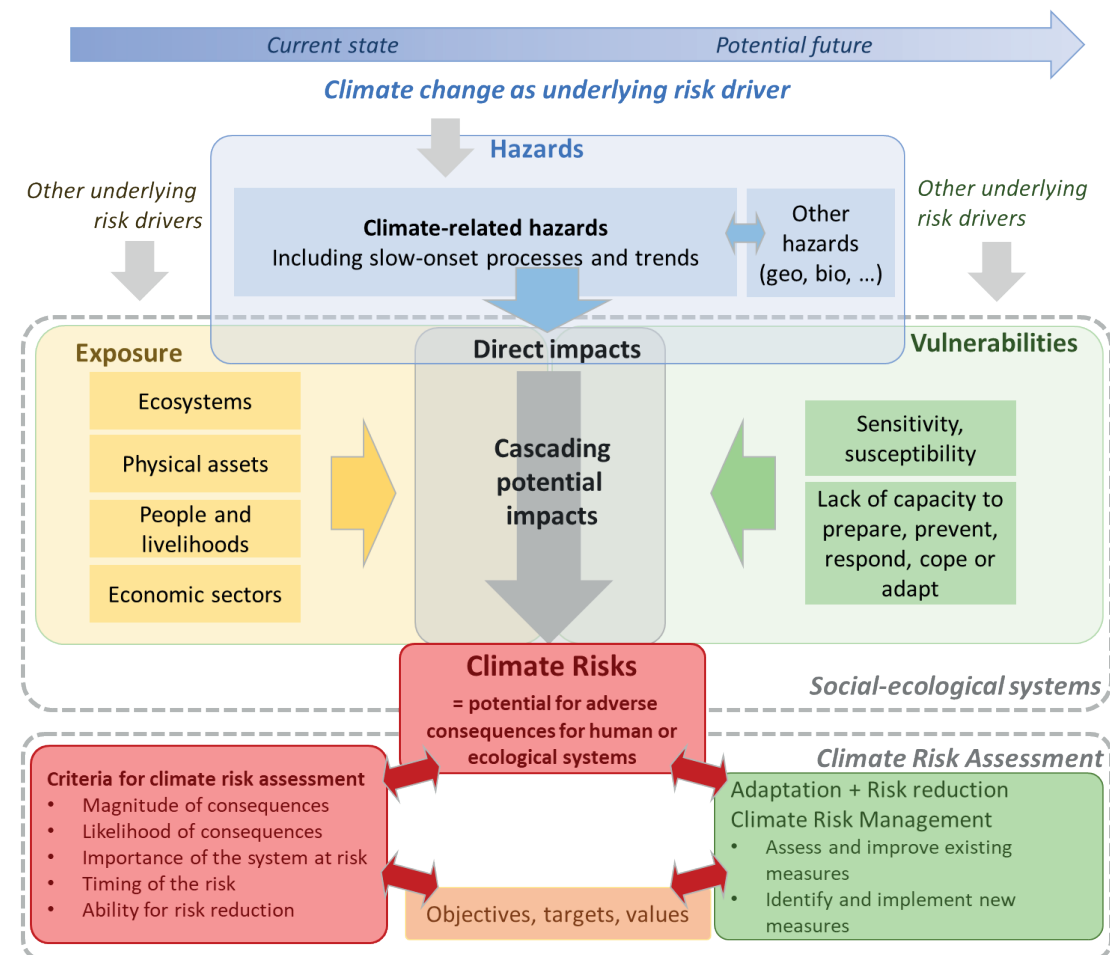 Current state
Potential future
Climate change as underlying risk driver
Hazards
Other underlying
risk drivers
Other underlying
risk drivers
Climate-related hazards
Including slow-onset processes and trends
Other
hazards
(geo, bio, ...)
Exposure
Direct impacts
Vulnerabilities
Ecosystems
Physical assets
People and
livelihoods
Economic sectors
Cascading
potential
impacts
Sensitivity,
susceptibility
Lack of capacity to
prepare, prevent,
respond, cope or
adapt
Climate Risks
= potential for adverse
consequences for human or
ecological systems
Social-ecological systems
Climate Risk Assessment
Criteria for climate risk assessment
• Magnitude of consequences
• Likelihood of consequences
• Importance of the system at risk
• Timing of the risk
• Ability for risk reduction
Objectives, targets, values
Adaptation + Risk reduction
Climate Risk Management
• Assess and improve existing
measures
• Identify and implement new
measures